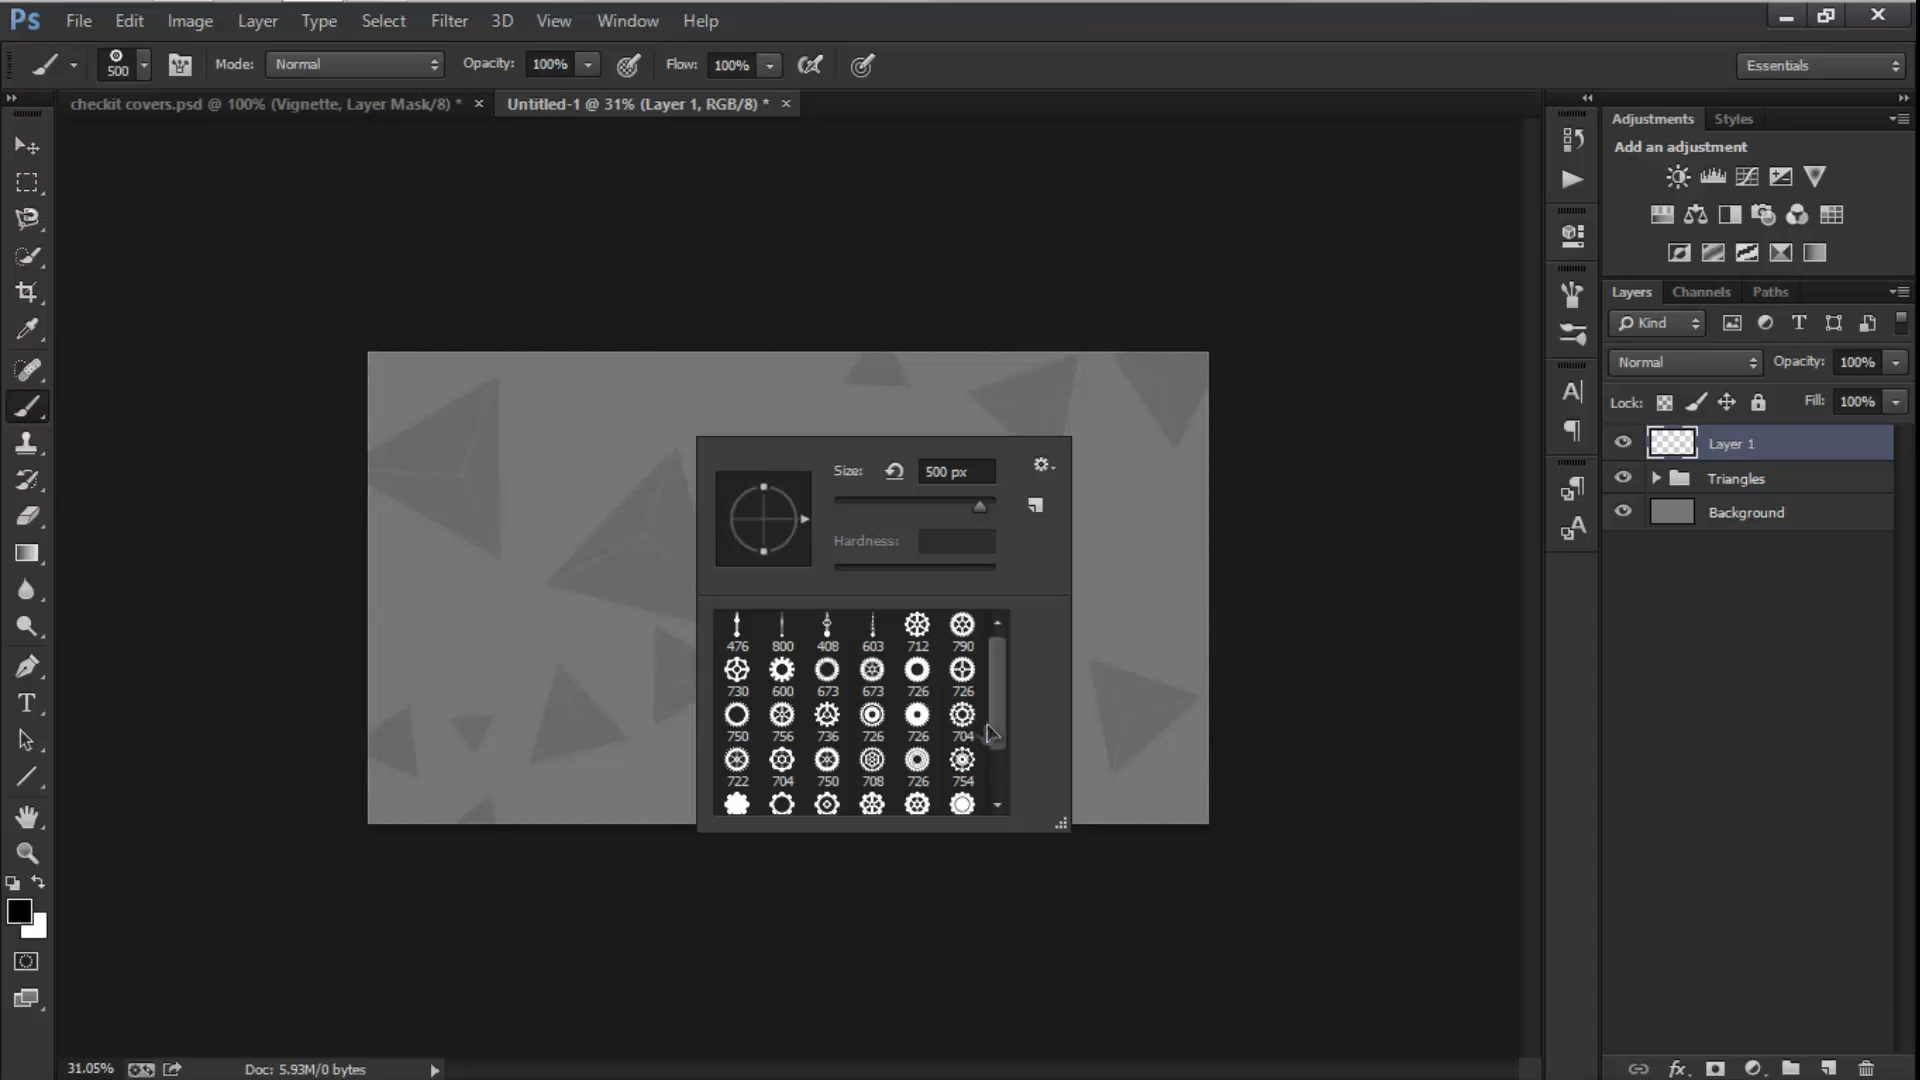 Ps File Edit Image Layer Type Select Filter 3D View Window Help
500 Mode: Normal Opacity: 100% Flow: 100% Essentials
checkit covers.psd @ 100% (Vignette, Layer Mask/8) * × Untitled-1 @ 31% (Layer 1, RGB/8) * ×
Adjustments Styles
Add an adjustment
Layers Channels Paths
Kind
Normal Opacity: 100%
Lock: Fill: 100%
Layer 1
Triangles
Background
Size: 500 px
Hardness:
476 800 408 603 712 790
730 600 673 673 726 726
750 756 736 726 726 704
722 704 750 708 726 754
31.05% Doc: 5.93M/0 bytes